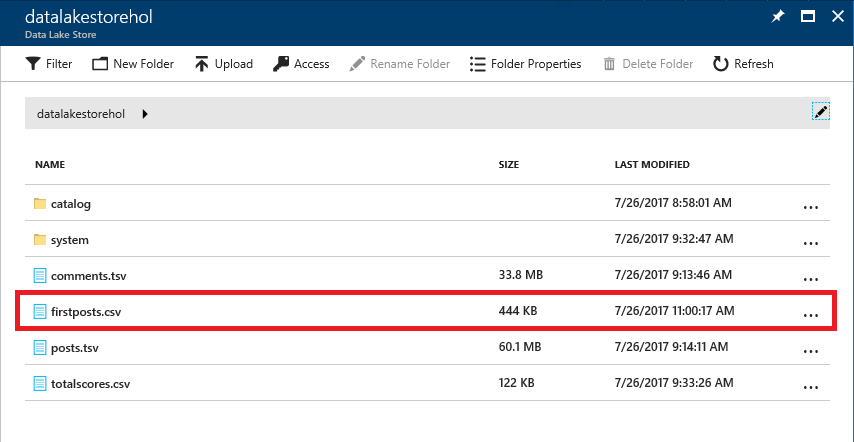 datalakestorehol
Data Lake Store
Filter New Folder Upload Access Rename Folder Folder Properties Delete Folder Refresh
datalakestorehol
NAME SIZE LAST MODIFIED
catalog 7/26/2017 8:58:01 AM ...
system 7/26/2017 9:32:47 AM ...
comments.tsv 33.8 MB 7/26/2017 9:13:46 AM ...
firstposts.csv 444 KB 7/26/2017 11:00:17 AM ...
posts.tsv 60.1 MB 7/26/2017 9:14:11 AM ...
totalscores.csv 122 KB 7/26/2017 9:33:26 AM ...